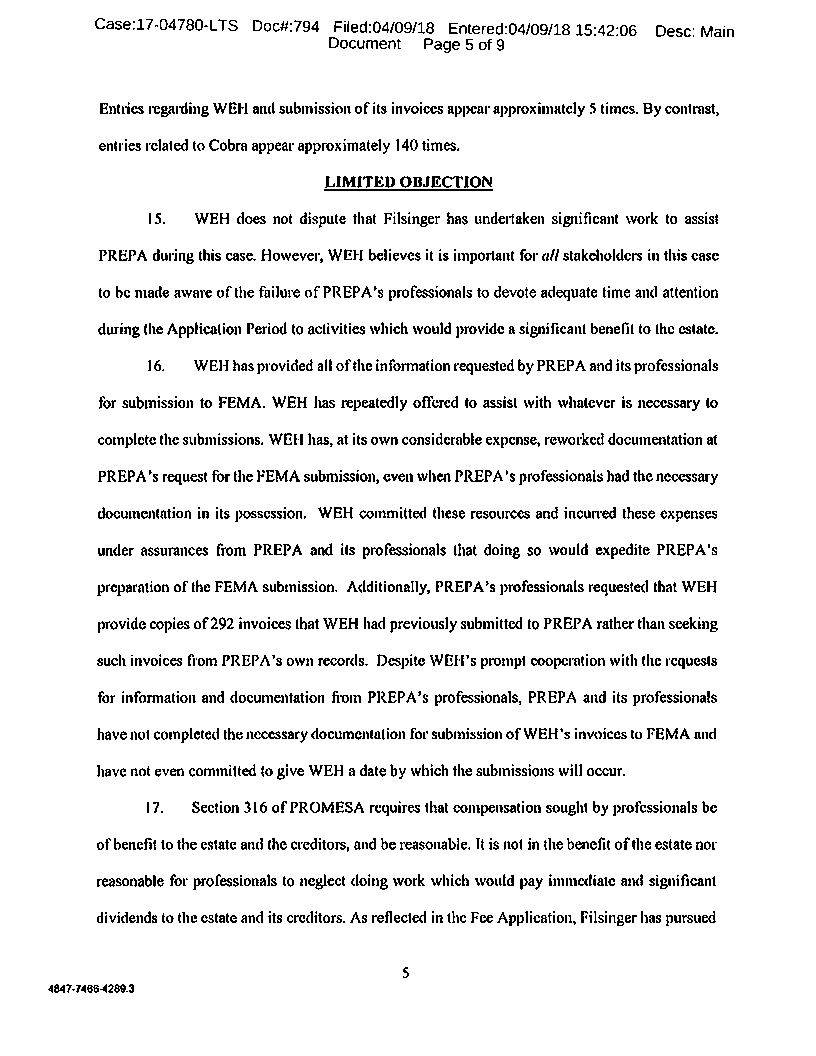 Case:17-04780-LTS Doc#:794 Filed:04/09/18 Entered:04/09/18 15:42:06 Desc: Main
Document Page 5 of 9
Entries regarding WEH and submission of its invoices appear approximately 5 times. By contrast,
entries related to Cobra appear approximately 140 times.
LIMITED OBJECTION
15. WEH does not dispute that Filsinger has undertaken significant work to assist
PREPA during this case. However, WEH believes it is important for all stakeholders in this case
to be made aware of the failure of PREPA's professionals to devote adequate time and attention
during the Application Period to activities which would provide a significant benefit to the estate.
16. WEH has provided all of the information requested by PREPA and its professionals
for submission to FEMA. WEH has repeatedly offered to assist with whatever is necessary to
complete the submissions. WEH has, at its own considerable expense, reworked documentation at
PREPA's request for the FEMA submission, even when PREPA's professionals had the necessary
documentation in its possession. WEH committed these resources and incurred these expenses
under assurances from PREPA and its professionals that doing so would expedite PREPA's
preparation of the FEMA submission. Additionally, PREPA's professionals requested that WEH
provide copies of 292 invoices that WEH had previously submitted to PREPA rather than seeking
such invoices from PREPA's own records. Despite WEH's prompt cooperation with the requests
for information and documentation from PREPA's professionals, PREPA and its professionals
have not completed the necessary documentation for submission of WEH's invoices to FEMA and
have not even committed to give WEH a date by which the submissions will occur.
17. Section 316 of PROMESA requires that compensation sought by professionals be
of benefit to the estate and the creditors, and be reasonable. It is not in the benefit of the estate nor
reasonable for professionals to neglect doing work which would pay immediate and significant
dividends to the estate and its creditors. As reflected in the Fee Application, Filsinger has pursued
5
4847-7466-4289.3